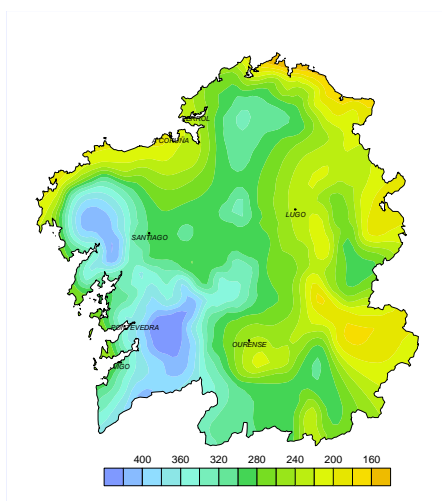 FERROL
A CORUÑA
LUGO
SANTIAGO
PONTEVEDRA
OURENSE
VIGO
400 360 320 280 240 200 160